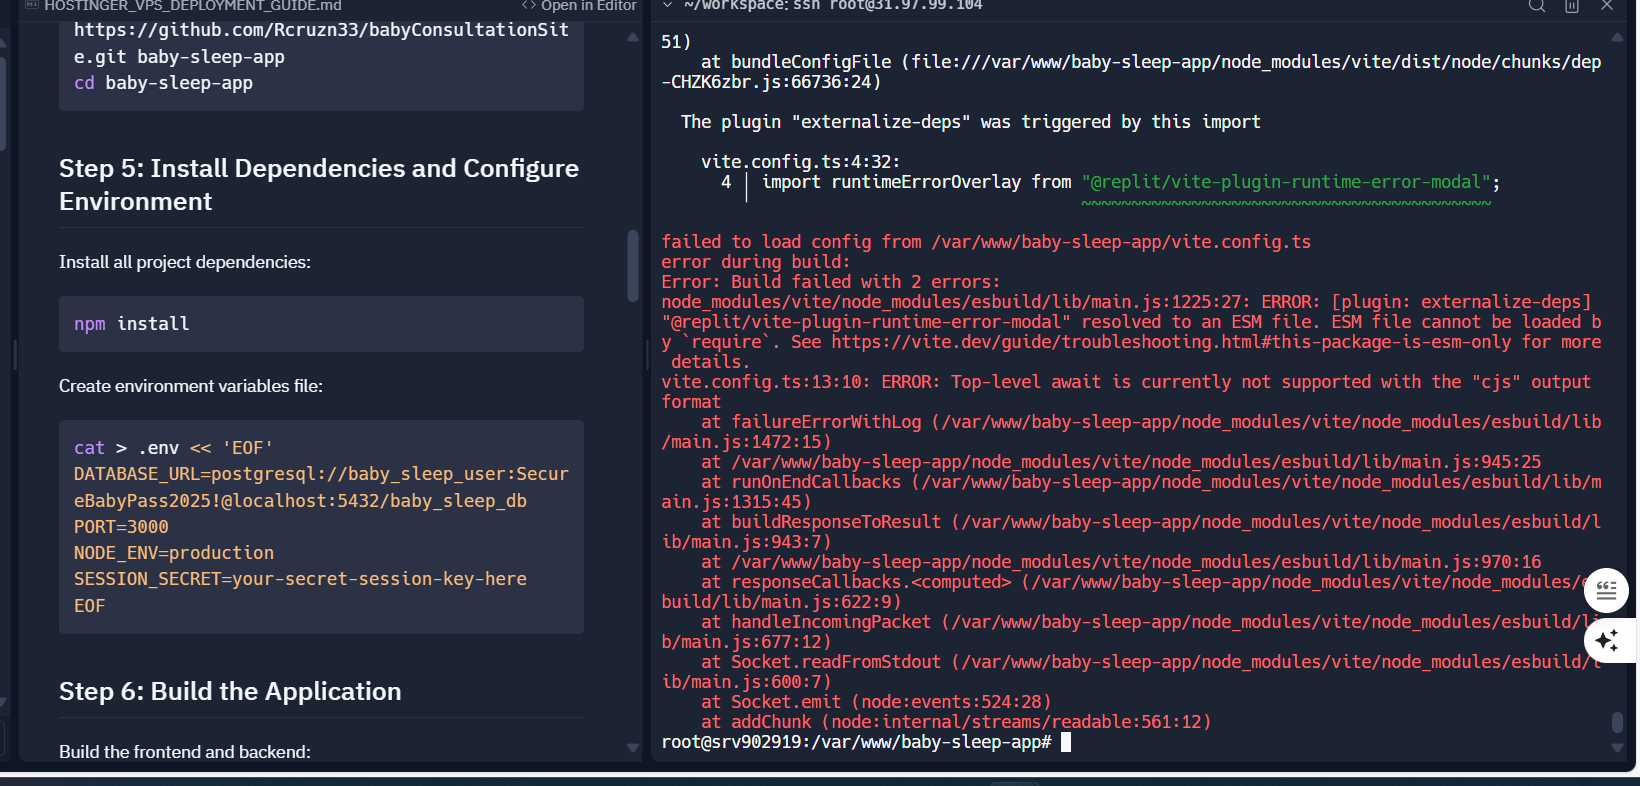 HOSTINGER_VPS_DEPLOYMENT_GUIDE.md
<> Open in Editor
https://github.com/Rcruzn33/babyConsultationSit
e.git baby-sleep-app
cd baby-sleep-app
Step 5: Install Dependencies and Configure
Environment
Install all project dependencies:
npm install
Create environment variables file:
cat > .env << 'EOF'
DATABASE_URL=postgresql://baby_sleep_user:Secur
eBabyPass2025!@localhost:5432/baby_sleep_db
PORT=3000
NODE_ENV=production
SESSION_SECRET=your-secret-session-key-here
EOF
Step 6: Build the Application
Build the frontend and backend:
~/workspace: ssh root@31.97.99.104
51)
    at bundleConfigFile (file:///var/www/baby-sleep-app/node_modules/vite/dist/node/chunks/dep
-CHZK6zbr.js:66736:24)
  The plugin "externalize-deps" was triggered by this import
    vite.config.ts:4:32:
      4 │ import runtimeErrorOverlay from "@replit/vite-plugin-runtime-error-modal";
~~~~~~~~~~~~~~~~~~~~~~~~~~~~~~~~~~~~~~~~~
failed to load config from /var/www/baby-sleep-app/vite.config.ts
error during build:
Error: Build failed with 2 errors:
node_modules/vite/node_modules/esbuild/lib/main.js:1225:27: ERROR: [plugin: externalize-deps]
"@replit/vite-plugin-runtime-error-modal" resolved to an ESM file. ESM file cannot be loaded b
y `require`. See https://vite.dev/guide/troubleshooting.html#this-package-is-esm-only for more
 details.
vite.config.ts:13:10: ERROR: Top-level await is currently not supported with the "cjs" output
format
    at failureErrorWithLog (/var/www/baby-sleep-app/node_modules/vite/node_modules/esbuild/lib
/main.js:1472:15)
    at /var/www/baby-sleep-app/node_modules/vite/node_modules/esbuild/lib/main.js:945:25
    at runOnEndCallbacks (/var/www/baby-sleep-app/node_modules/vite/node_modules/esbuild/lib/m
ain.js:1315:45)
    at buildResponseToResult (/var/www/baby-sleep-app/node_modules/vite/node_modules/esbuild/l
ib/main.js:943:7)
    at /var/www/baby-sleep-app/node_modules/vite/node_modules/esbuild/lib/main.js:970:16
    at responseCallbacks.<computed> (/var/www/baby-sleep-app/node_modules/vite/node_modules/es
build/lib/main.js:622:9)
    at handleIncomingPacket (/var/www/baby-sleep-app/node_modules/vite/node_modules/esbuild/li
b/main.js:677:12)
    at Socket.readFromStdout (/var/www/baby-sleep-app/node_modules/vite/node_modules/esbuild/l
ib/main.js:600:7)
    at Socket.emit (node:events:524:28)
    at addChunk (node:internal/streams/readable:561:12)
root@srv902919:/var/www/baby-sleep-app#